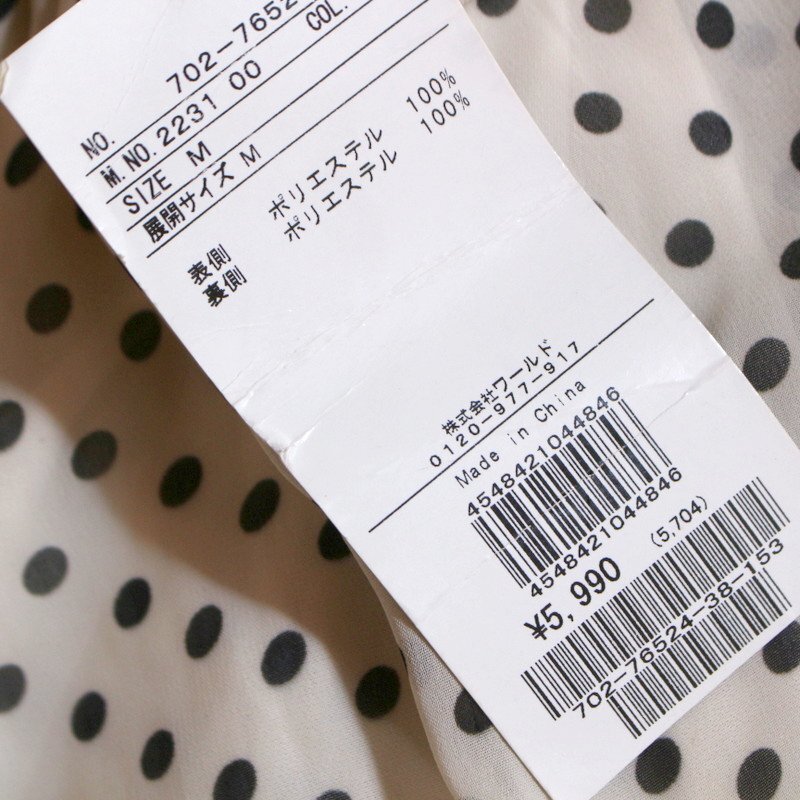 NO. 702-7652 COL.
M.NO.2231 00
SIZE M
展開サイズ M
表側 ポリエステル 100%
裏側 ポリエステル 100%
株式会社ワールド
0120-977-917
Made in China
4548421044846
4548421044846
¥5,990 (5,704)
702-76524-38-153